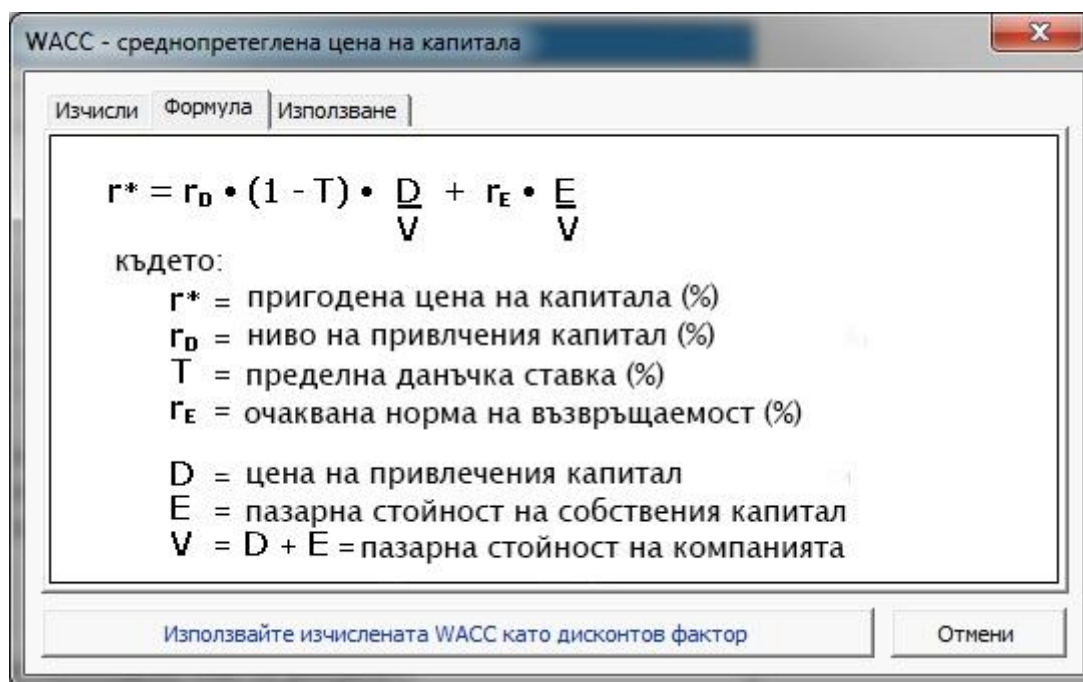 WACC - среднопретеглена цена на капитала
Изчисли Формула Използване
r* = rD • (1 - T) • D/V + rE • E/V
където:
r* = пригодена цена на капитала (%)
rD = ниво на привлчения капитал (%)
T = пределна данъчка ставка (%)
rE = очаквана норма на възвръщаемост (%)
D = цена на привлечения капитал
E = пазарна стойност на собствения капитал
V = D + E = пазарна стойност на компанията
Използвайте изчислената WACC като дисконтов фактор
Отмени